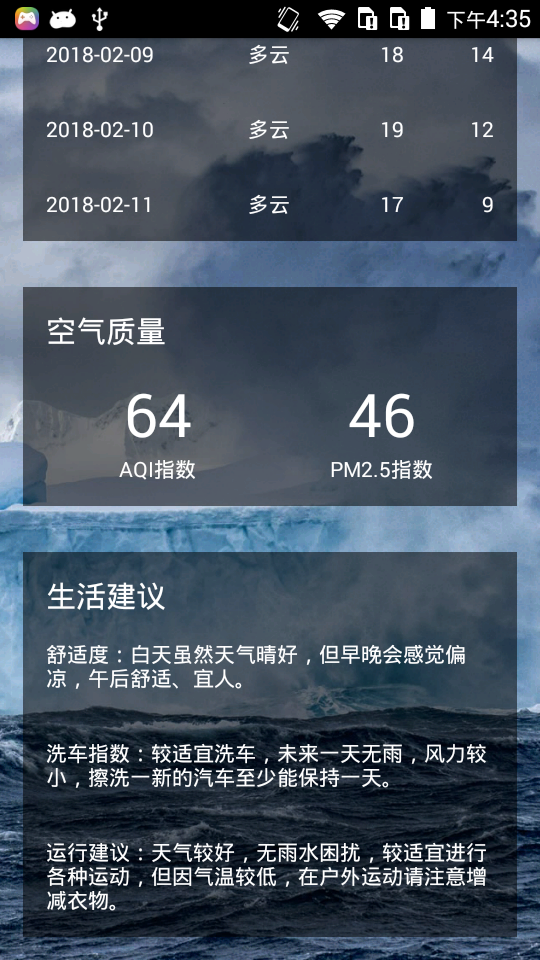 下午4:35
2018-02-09 多云 18 14
2018-02-10 多云 19 12
2018-02-11 多云 17 9
空气质量
64 46
AQI指数 PM2.5指数
生活建议
舒适度：白天虽然天气晴好，但早晚会感觉偏
凉，午后舒适、宜人。
洗车指数：较适宜洗车，未来一天无雨，风力较
小，擦洗一新的汽车至少能保持一天。
运行建议：天气较好，无雨水困扰，较适宜进行
各种运动，但因气温较低，在户外运动请注意增
减衣物。